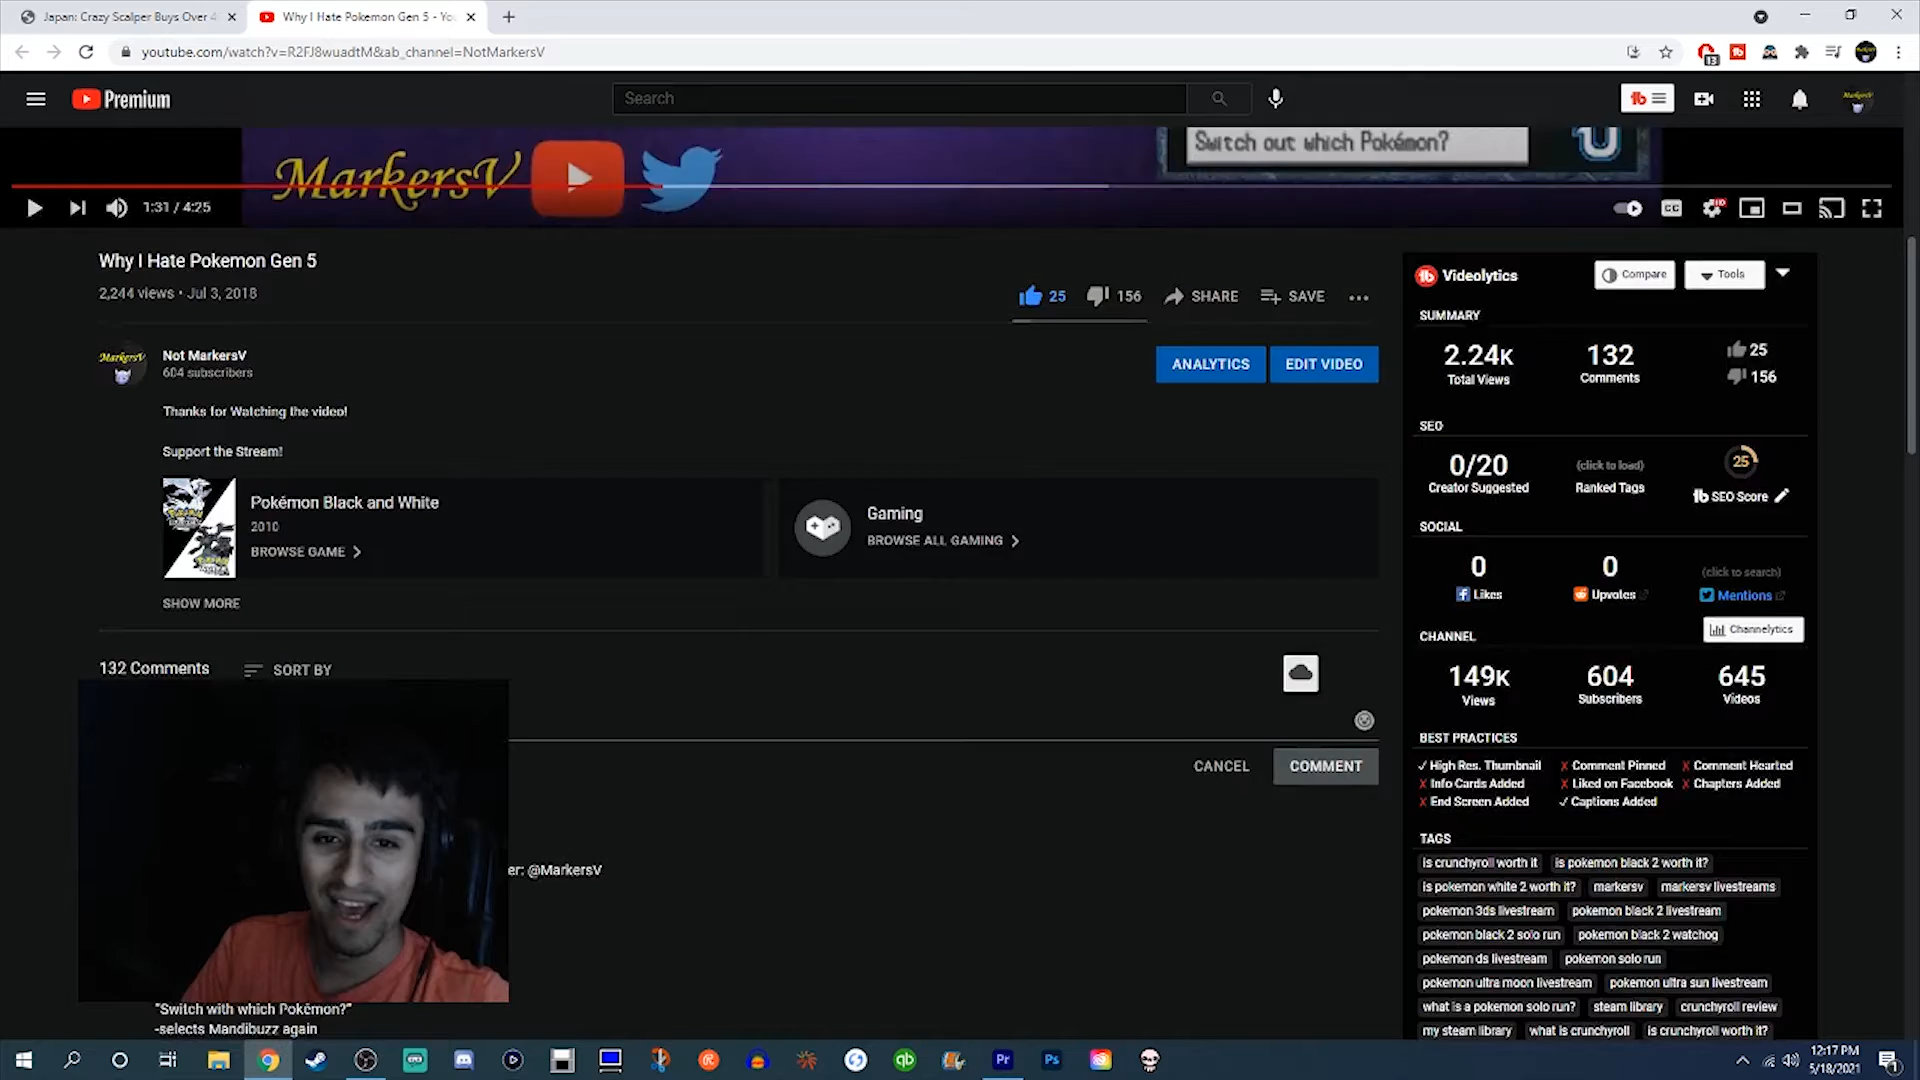 Japan: Crazy Scalper Buys Over 4
Why I Hate Pokemon Gen 5 - Yo
youtube.com/watch?v=R2FJ8wuadtM&ab_channel=NotMarkersV
13
Premium
Search
MarkersV
Switch out which Pokémon?
1:31 / 4:25
CC
HD
Why I Hate Pokemon Gen 5
2,244 views • Jul 3, 2018
25
156
SHARE
SAVE
MarkersV
Not MarkersV
604 subscribers
ANALYTICS
EDIT VIDEO
Thanks for Watching the video!
Support the Stream!
Pokémon Black and White
2010
BROWSE GAME
Gaming
BROWSE ALL GAMING
SHOW MORE
132 Comments
SORT BY
CANCEL
COMMENT
er: @MarkersV
"Switch with which Pokémon?"
-selects Mandibuzz again
Videolytics
Compare
Tools
SUMMARY
2.24K
Total Views
132
Comments
25
156
SEO
0/20
Creator Suggested
(click to load)
Ranked Tags
25
SEO Score
SOCIAL
0
Likes
0
Upvotes
(click to search)
Mentions
Channelytics
CHANNEL
149K
Views
604
Subscribers
645
Videos
BEST PRACTICES
✓ High Res. Thumbnail ✗ Comment Pinned ✗ Comment Hearted
✗ Info Cards Added ✗ Liked on Facebook ✗ Chapters Added
✗ End Screen Added ✓ Captions Added
TAGS
is crunchyroll worth it is pokemon black 2 worth it?
is pokemon white 2 worth it? markersv markersv livestreams
pokemon 3ds livestream pokemon black 2 livestream
pokemon black 2 solo run pokemon black 2 watchog
pokemon ds livestream pokemon solo run
pokemon ultra moon livestream pokemon ultra sun livestream
what is a pokemon solo run? steam library crunchyroll review
my steam library what is crunchyroll is crunchyroll worth it?
qb
Pr
Ps
12:17 PM
5/18/2021
1